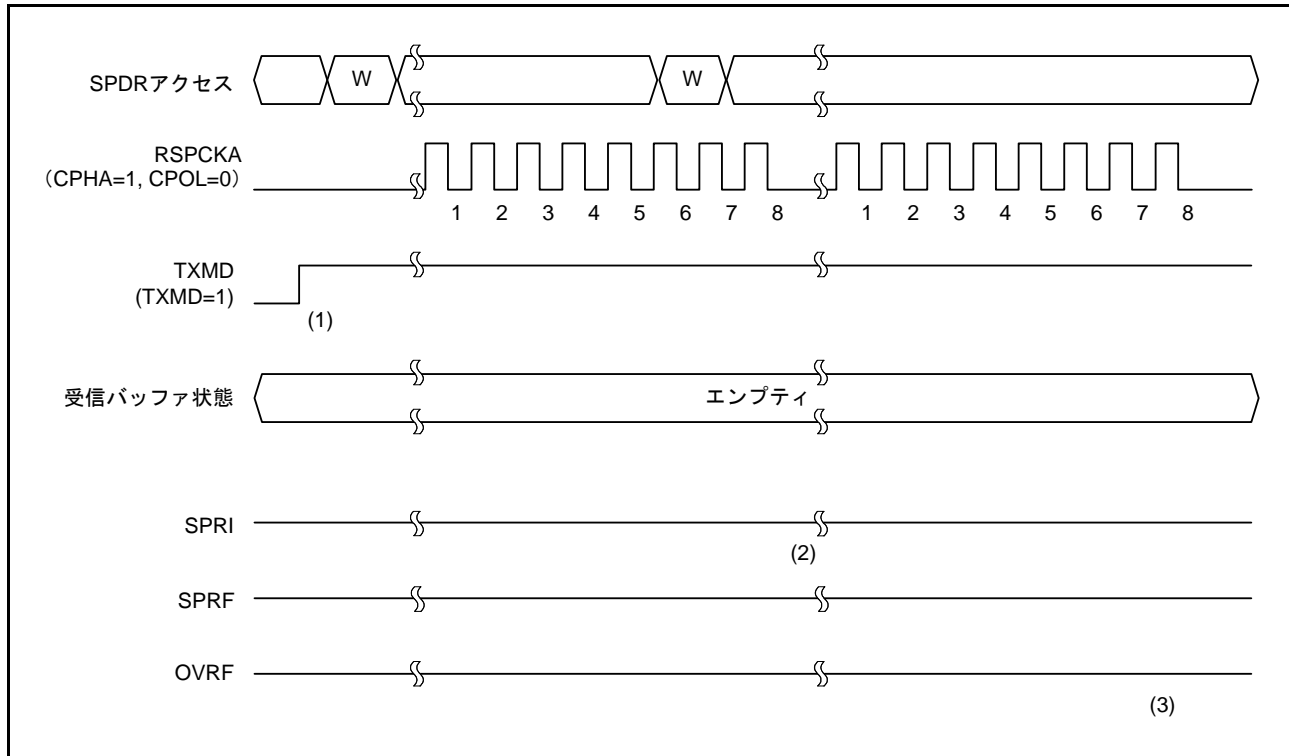 SPDRアクセス
W
W
RSPCKA
（CPHA=1, CPOL=0）
1 2 3 4 5 6 7 8 1 2 3 4 5 6 7 8
TXMD
(TXMD=1)
(1)
受信バッファ状態
エンプティ
SPRI
(2)
SPRF
OVRF
(3)